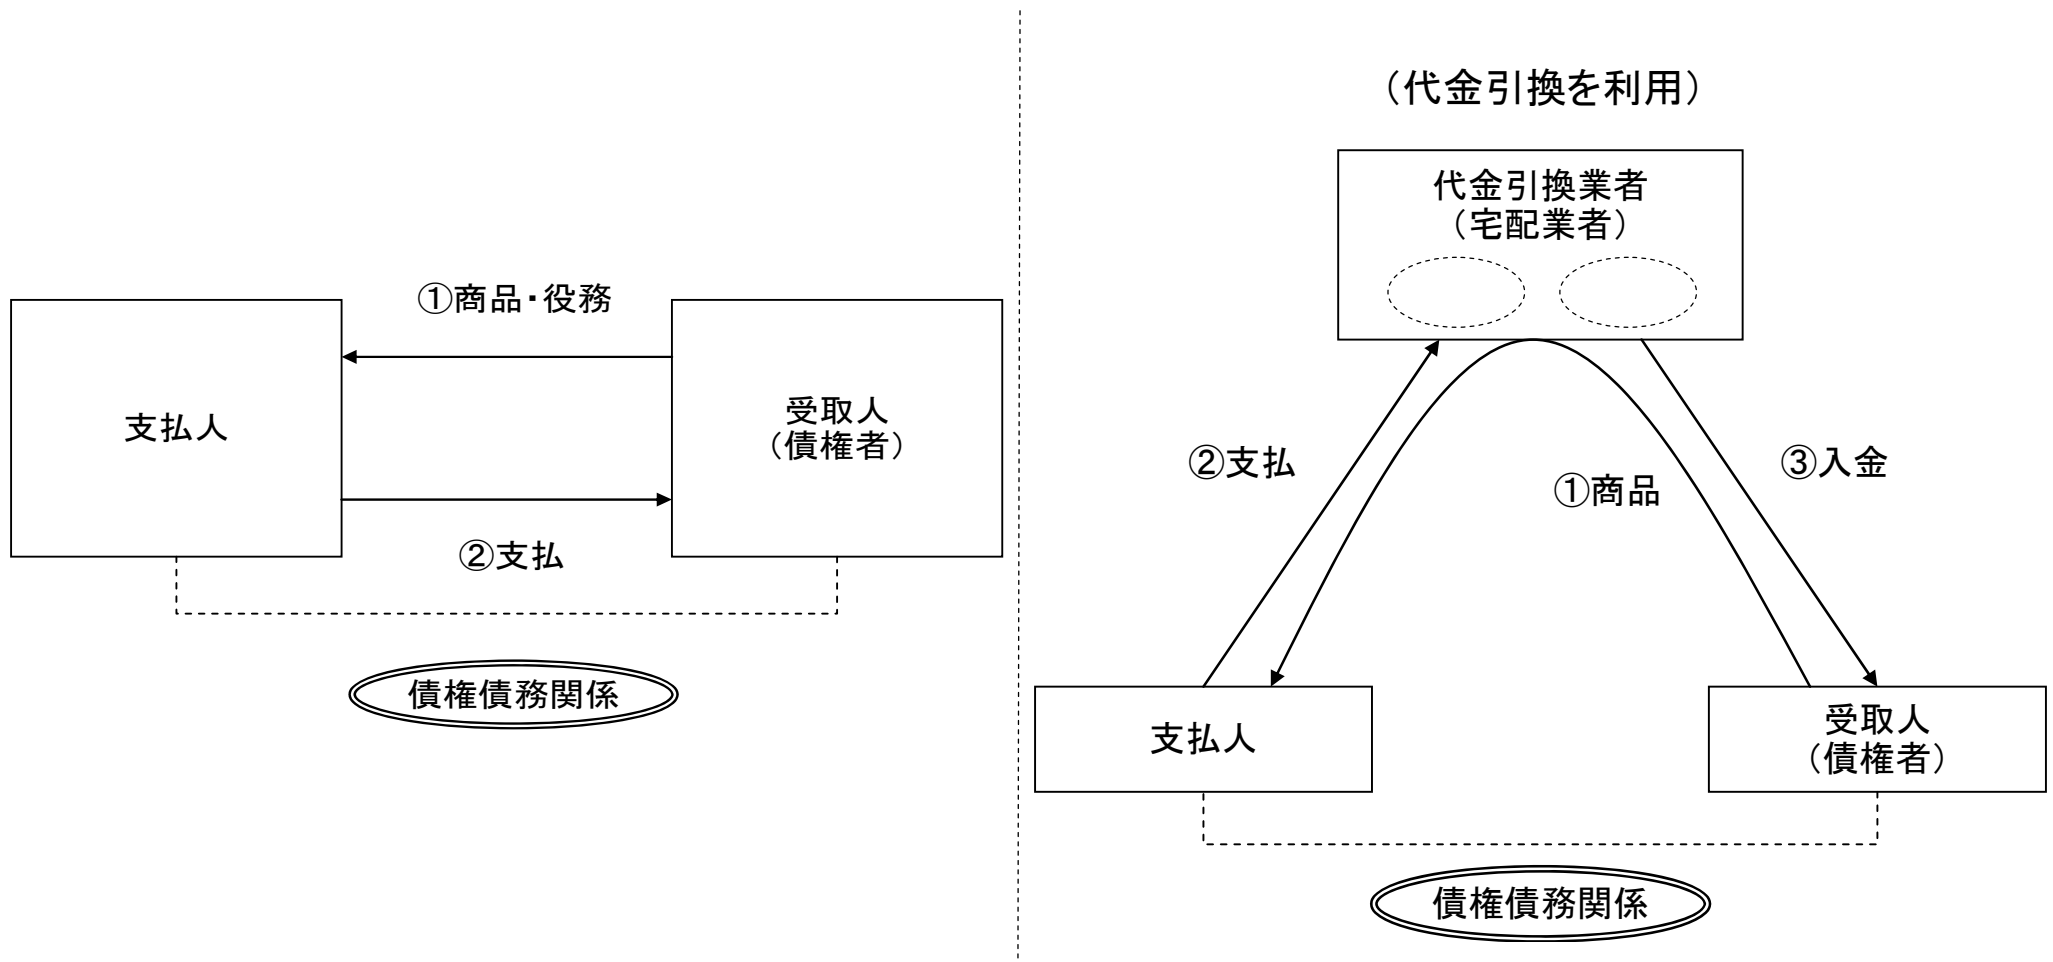 ①商品・役務
支払人
受取人
（債権者）
②支払
債権債務関係
（代金引換を利用）
代金引換業者
（宅配業者）
②支払
①商品
③入金
支払人
受取人
（債権者）
債権債務関係